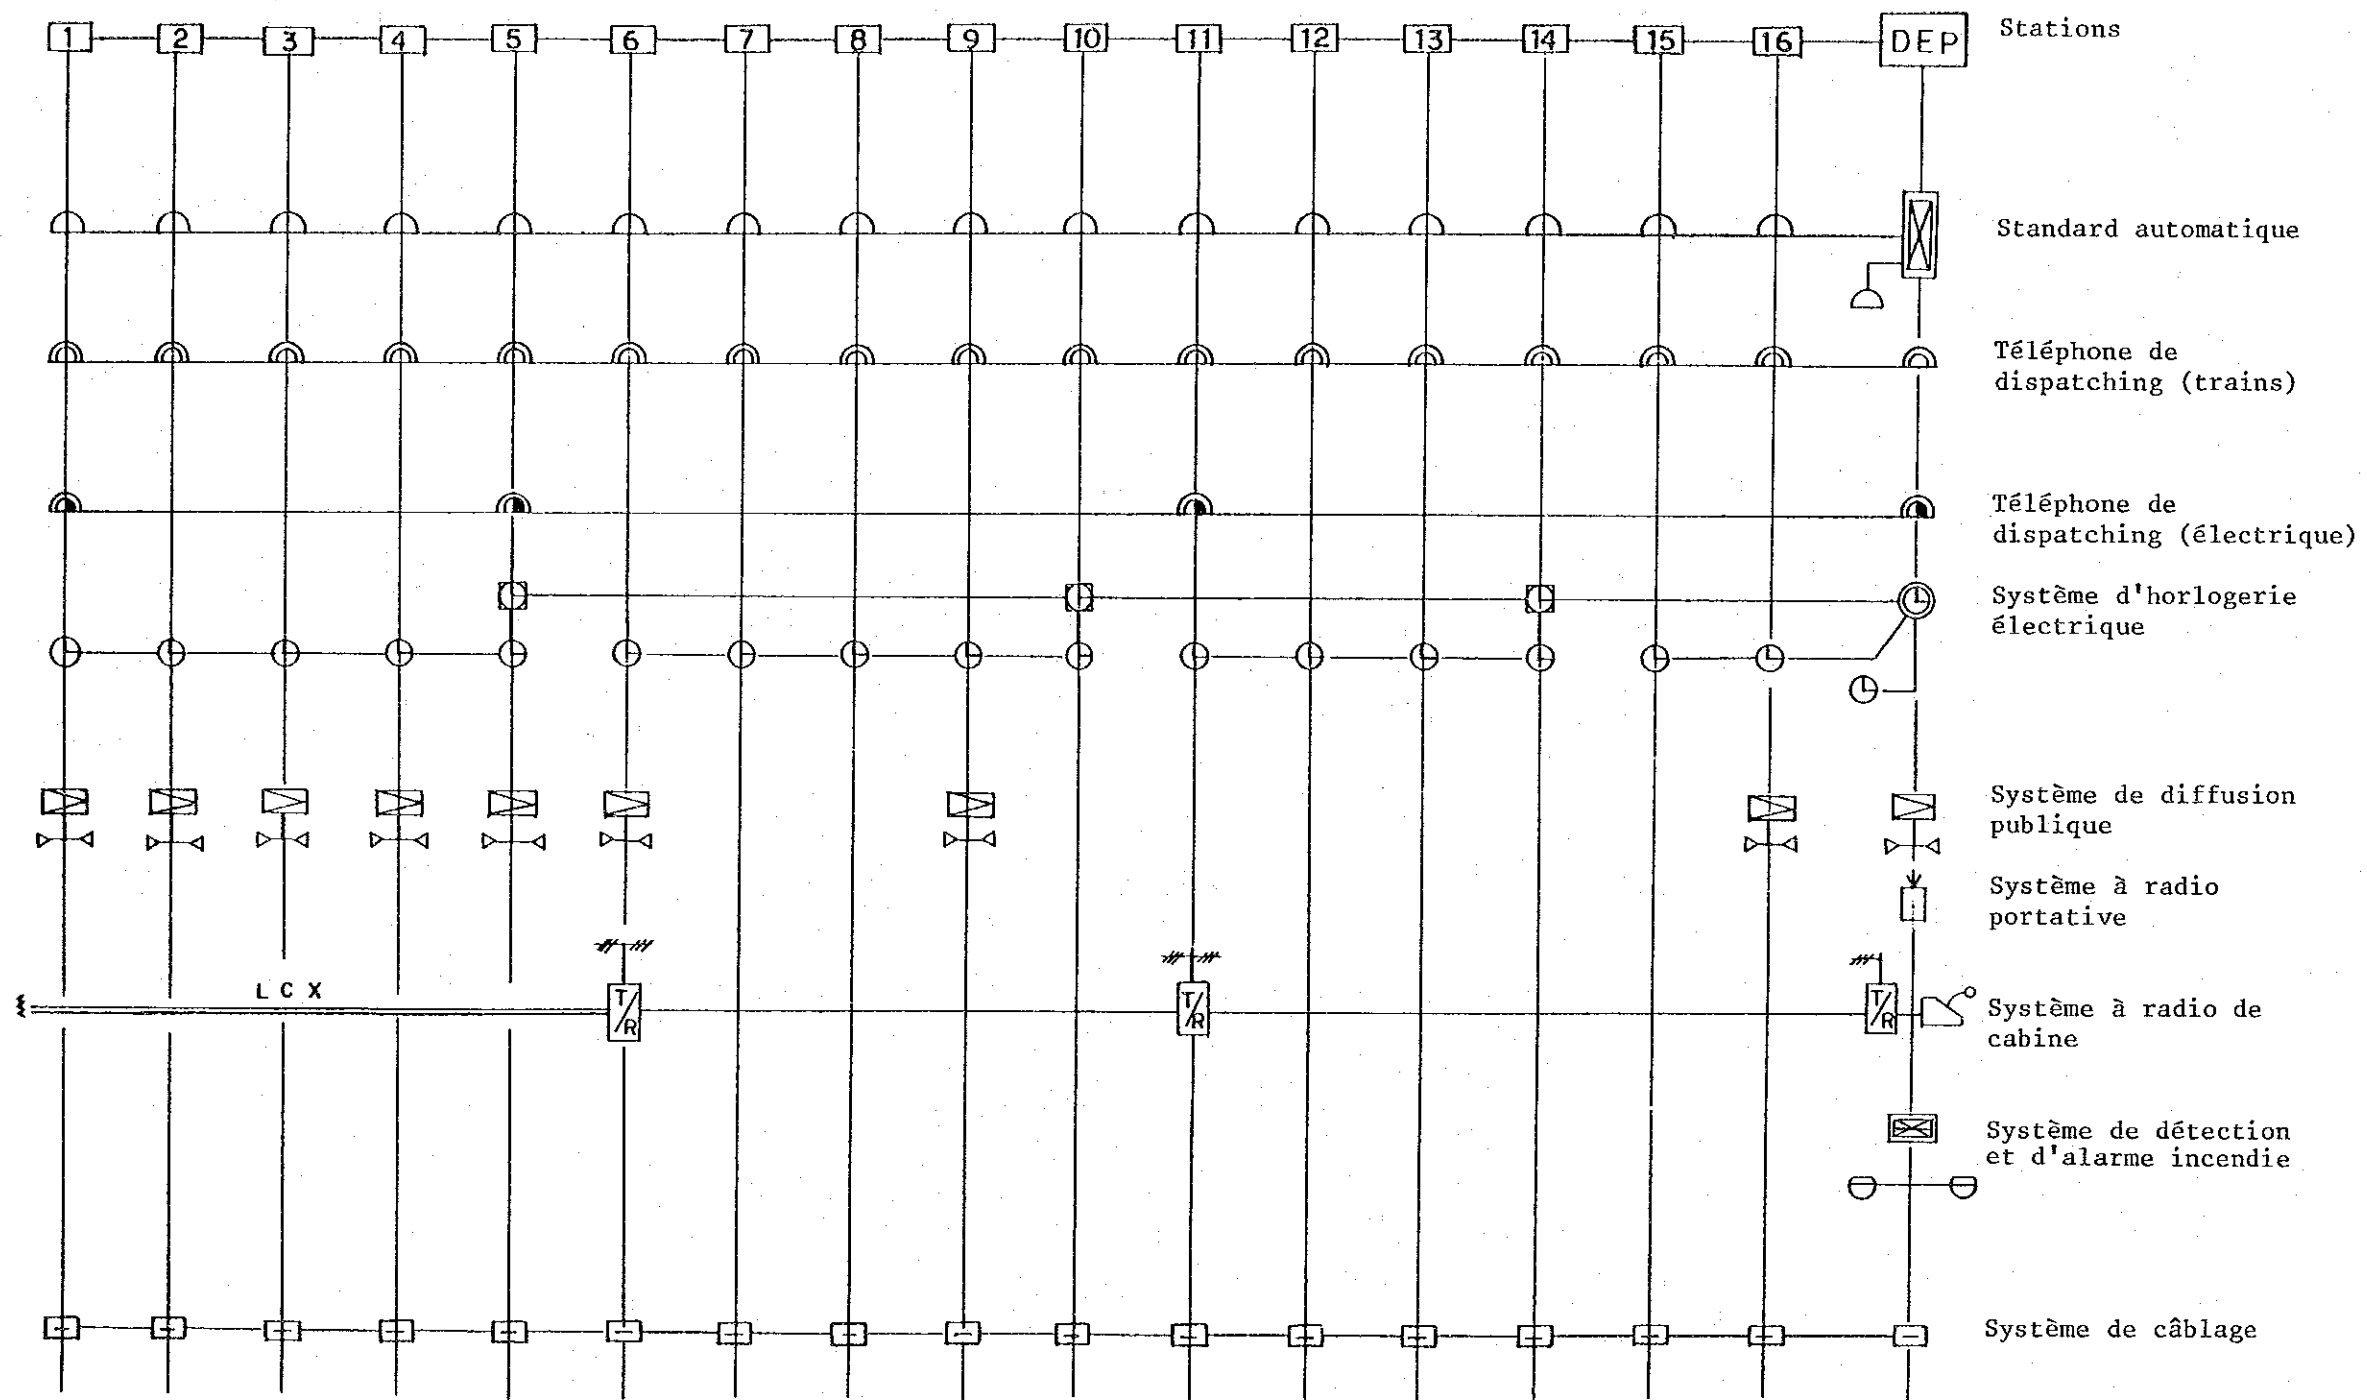 1 2 3 4 5 6 7 8 9 10 11 12 13 14 15 16 DEP Stations
Standard automatique
Téléphone de
dispatching (trains)
Téléphone de
dispatching (électrique)
Système d'horlogerie
électrique
Système de diffusion
publique
Système à radio
portative
LCX
T/R T/R T/R
Système à radio de
cabine
Système de détection
et d'alarme incendie
Système de câblage